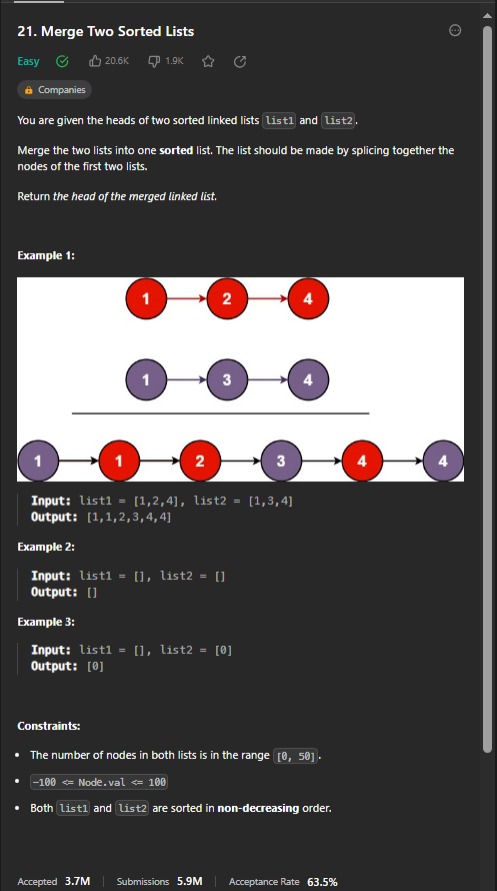 21. Merge Two Sorted Lists
Easy 20.6K 1.9K
Companies
You are given the heads of two sorted linked lists list1 and list2.
Merge the two lists into one sorted list. The list should be made by splicing together the
nodes of the first two lists.
Return the head of the merged linked list.
Example 1:
1 2 4
1 3 4
1 1 2 3 4 4
Input: list1 = [1,2,4], list2 = [1,3,4]
Output: [1,1,2,3,4,4]
Example 2:
Input: list1 = [], list2 = []
Output: []
Example 3:
Input: list1 = [], list2 = [0]
Output: [0]
Constraints:
• The number of nodes in both lists is in the range [0, 50].
• -100 <= Node.val <= 100
• Both list1 and list2 are sorted in non-decreasing order.
Accepted 3.7M Submissions 5.9M Acceptance Rate 63.5%